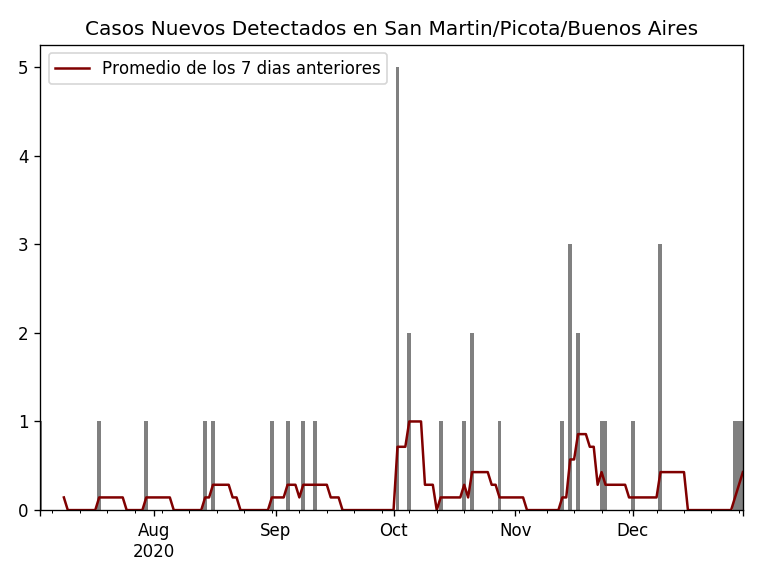 Casos Nuevos Detectados en San Martin/Picota/Buenos Aires
Promedio de los 7 dias anteriores
5
4
3
2
1
0
Aug Sep Oct Nov Dec
2020